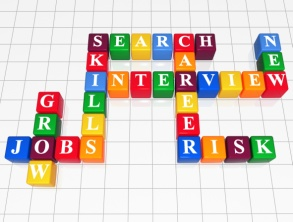 SEARCH
SKILLS
CAREER
NEW
INTERVIEW
GROW
JOBS
RISK